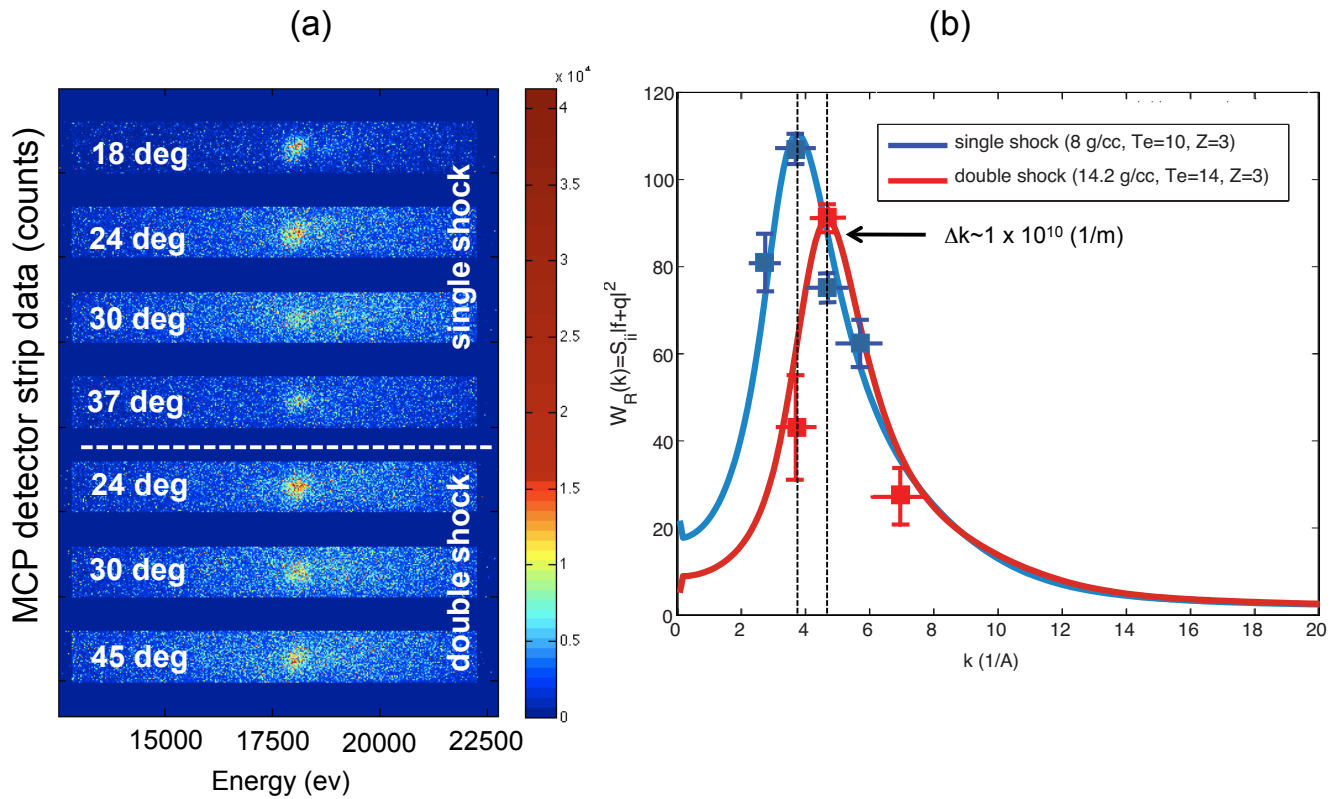 (a)
(b)
MCP detector strip data (counts)
18 deg
24 deg
30 deg
37 deg
single shock
24 deg
30 deg
45 deg
double shock
15000 17500 20000 22500
Energy (ev)
x 10⁴
4
3.5
3
2.5
2
1.5
1
0.5
0
W_R(k)=S_ii|f+q|²
120
100
80
60
40
20
0
single shock (8 g/cc, Te=10, Z=3)
double shock (14.2 g/cc, Te=14, Z=3)
Δk~1 x 10¹⁰ (1/m)
0 2 4 6 8 10 12 14 16 18 20
k (1/A)